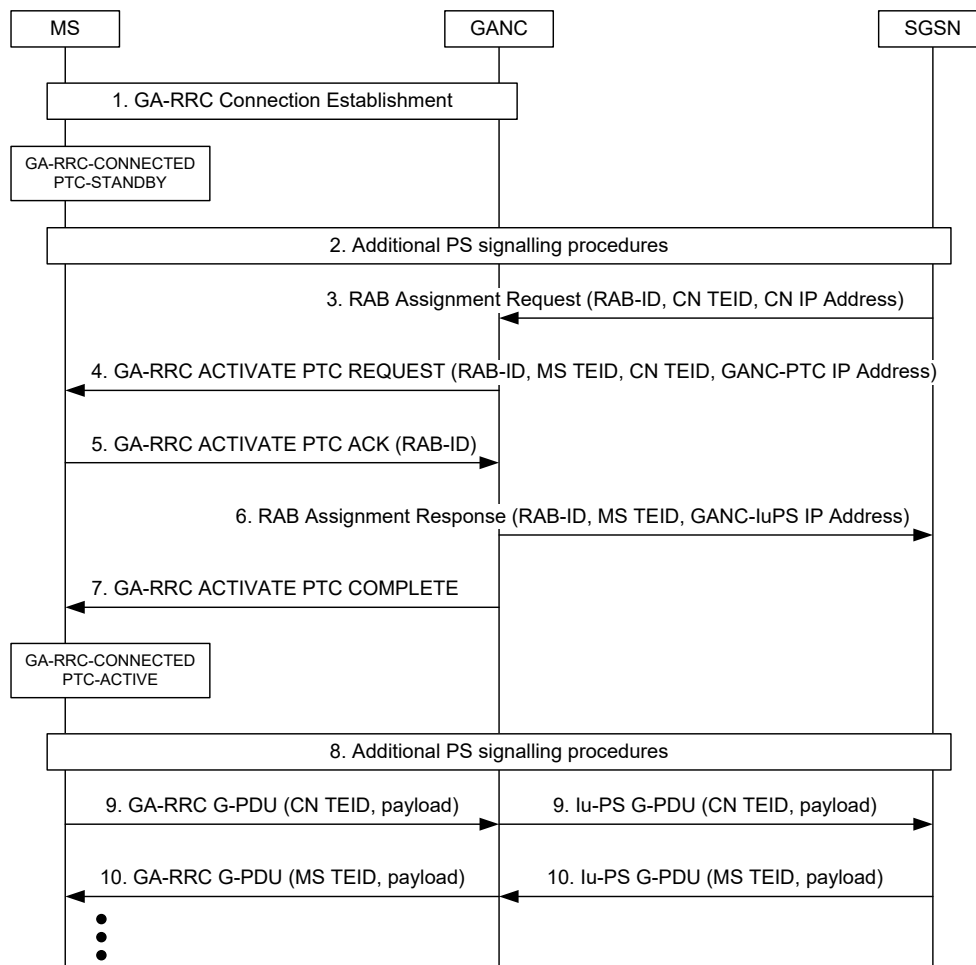 MS
GANC
SGSN
1. GA-RRC Connection Establishment
GA-RRC-CONNECTED
PTC-STANDBY
2. Additional PS signalling procedures
3. RAB Assignment Request (RAB-ID, CN TEID, CN IP Address)
4. GA-RRC ACTIVATE PTC REQUEST (RAB-ID, MS TEID, CN TEID, GANC-PTC IP Address)
5. GA-RRC ACTIVATE PTC ACK (RAB-ID)
6. RAB Assignment Response (RAB-ID, MS TEID, GANC-IuPS IP Address)
7. GA-RRC ACTIVATE PTC COMPLETE
GA-RRC-CONNECTED
PTC-ACTIVE
8. Additional PS signalling procedures
9. GA-RRC G-PDU (CN TEID, payload)
9. Iu-PS G-PDU (CN TEID, payload)
10. GA-RRC G-PDU (MS TEID, payload)
10. Iu-PS G-PDU (MS TEID, payload)